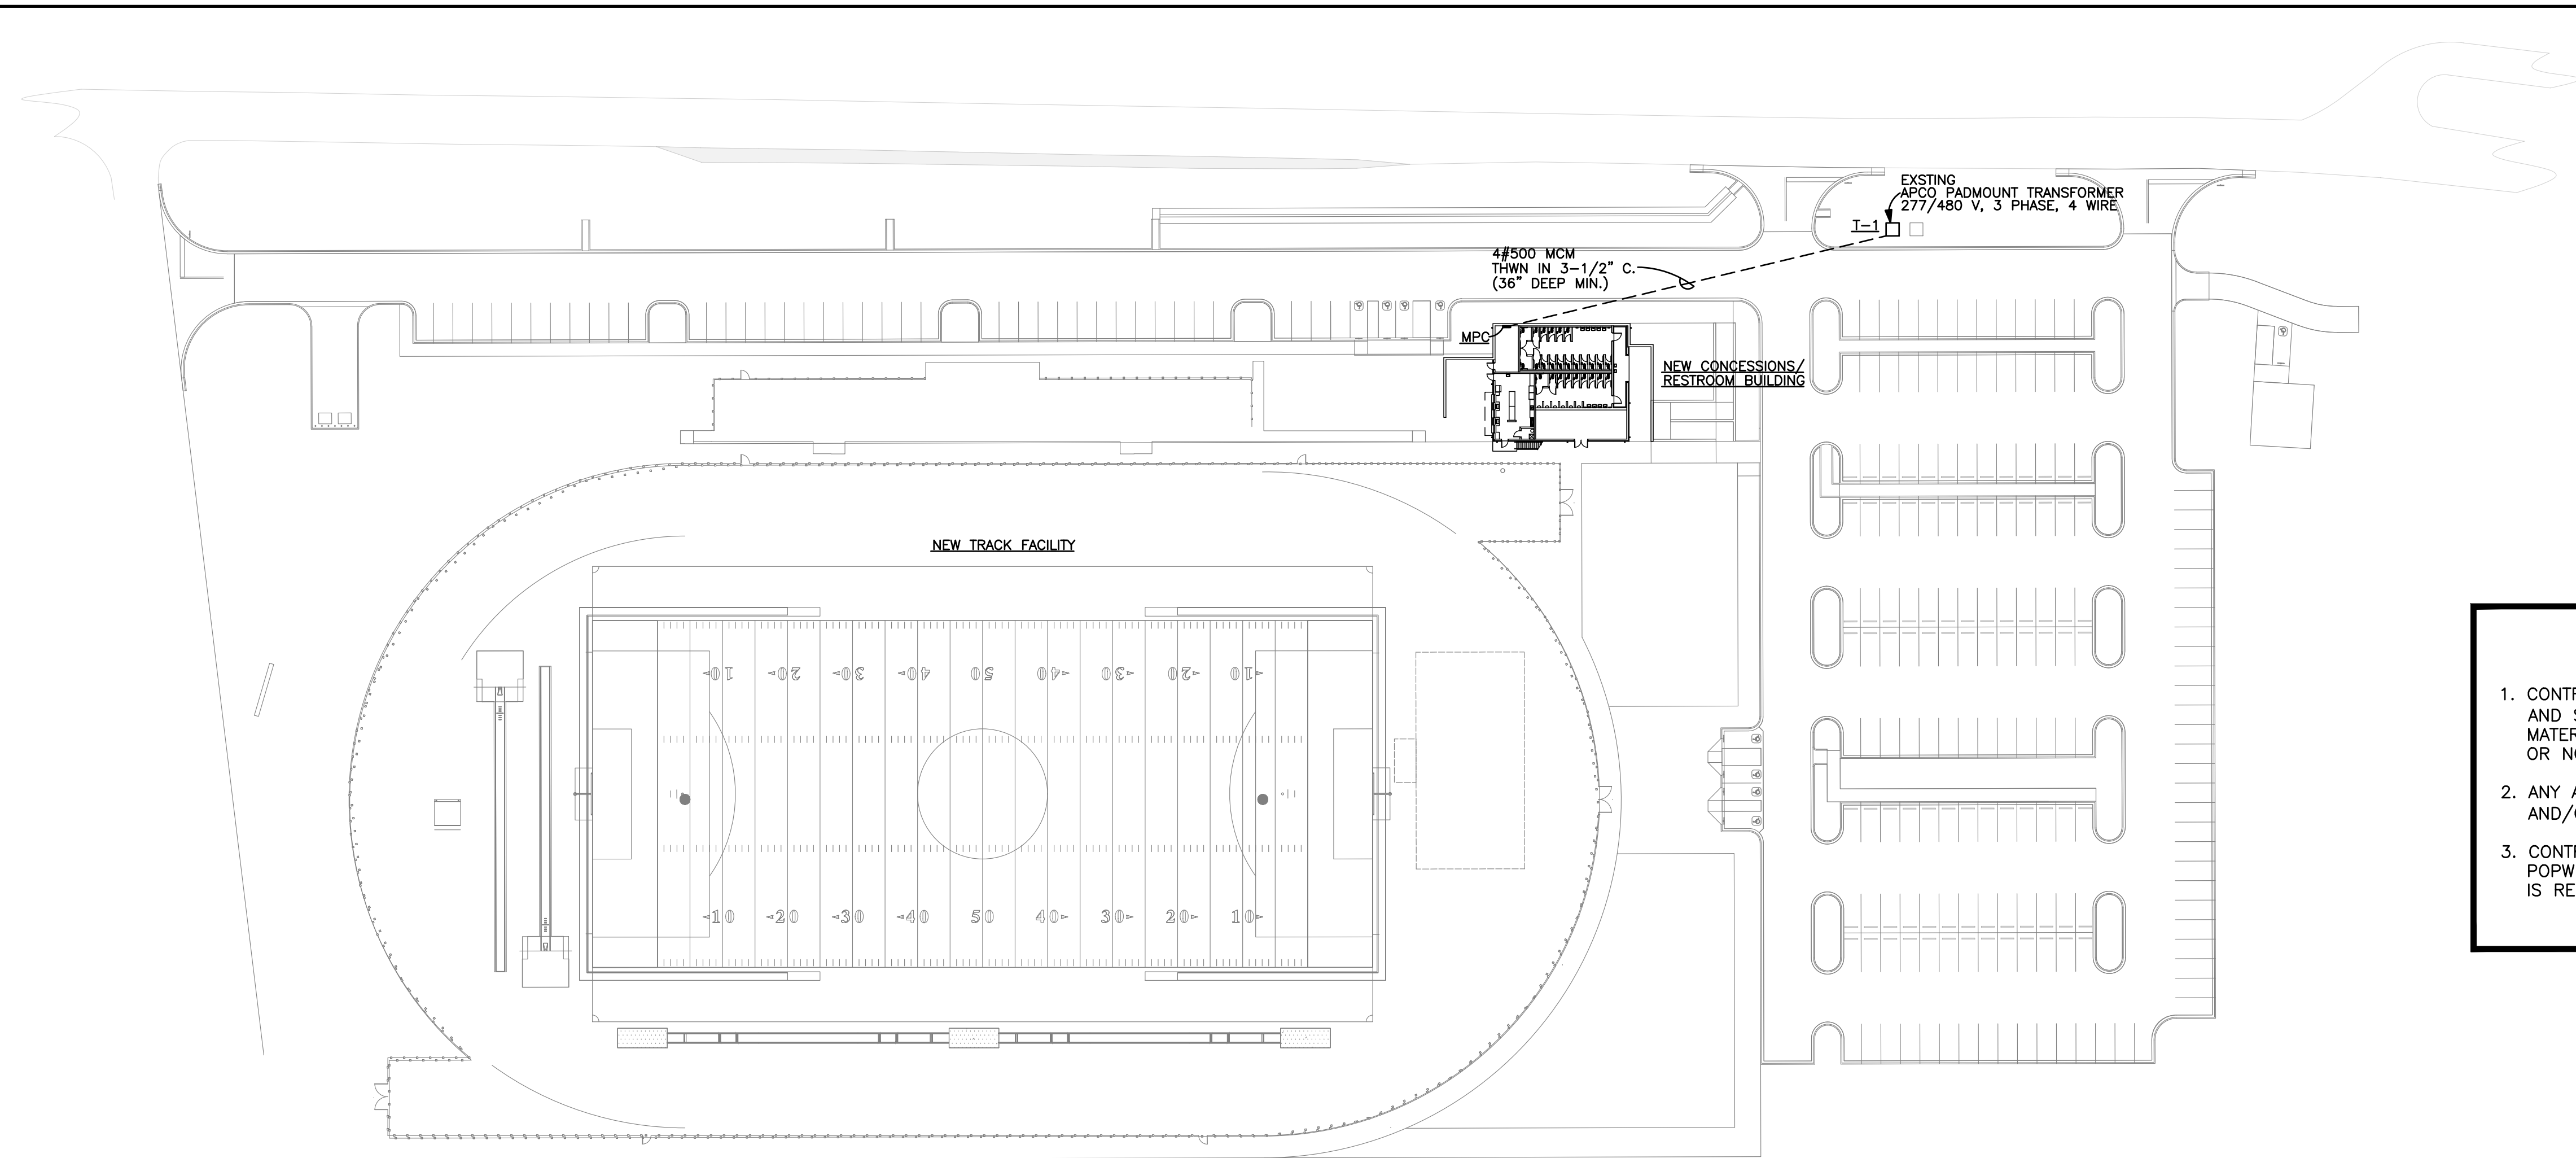 EXSTING
APCO PADMOUNT TRANSFORMER
277/480 V, 3 PHASE, 4 WIRE
T-1
4#500 MCM
THWN IN 3-1/2" C.
(36" DEEP MIN.)
MPC
NEW CONCESSIONS/
RESTROOM BUILDING
NEW TRACK FACILITY
10 20 30 40 50 40 30 20 10
10 20 30 40 50 40 30 20 10
1. CONTR
AND S
MATER
OR NO
2. ANY A
AND/O
3. CONTR
POPW
IS RE